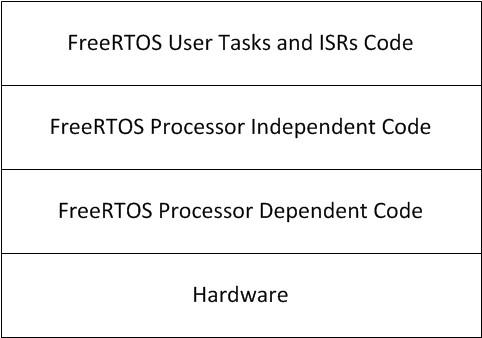 FreeRTOS User Tasks and ISRs Code
FreeRTOS Processor Independent Code
FreeRTOS Processor Dependent Code
Hardware